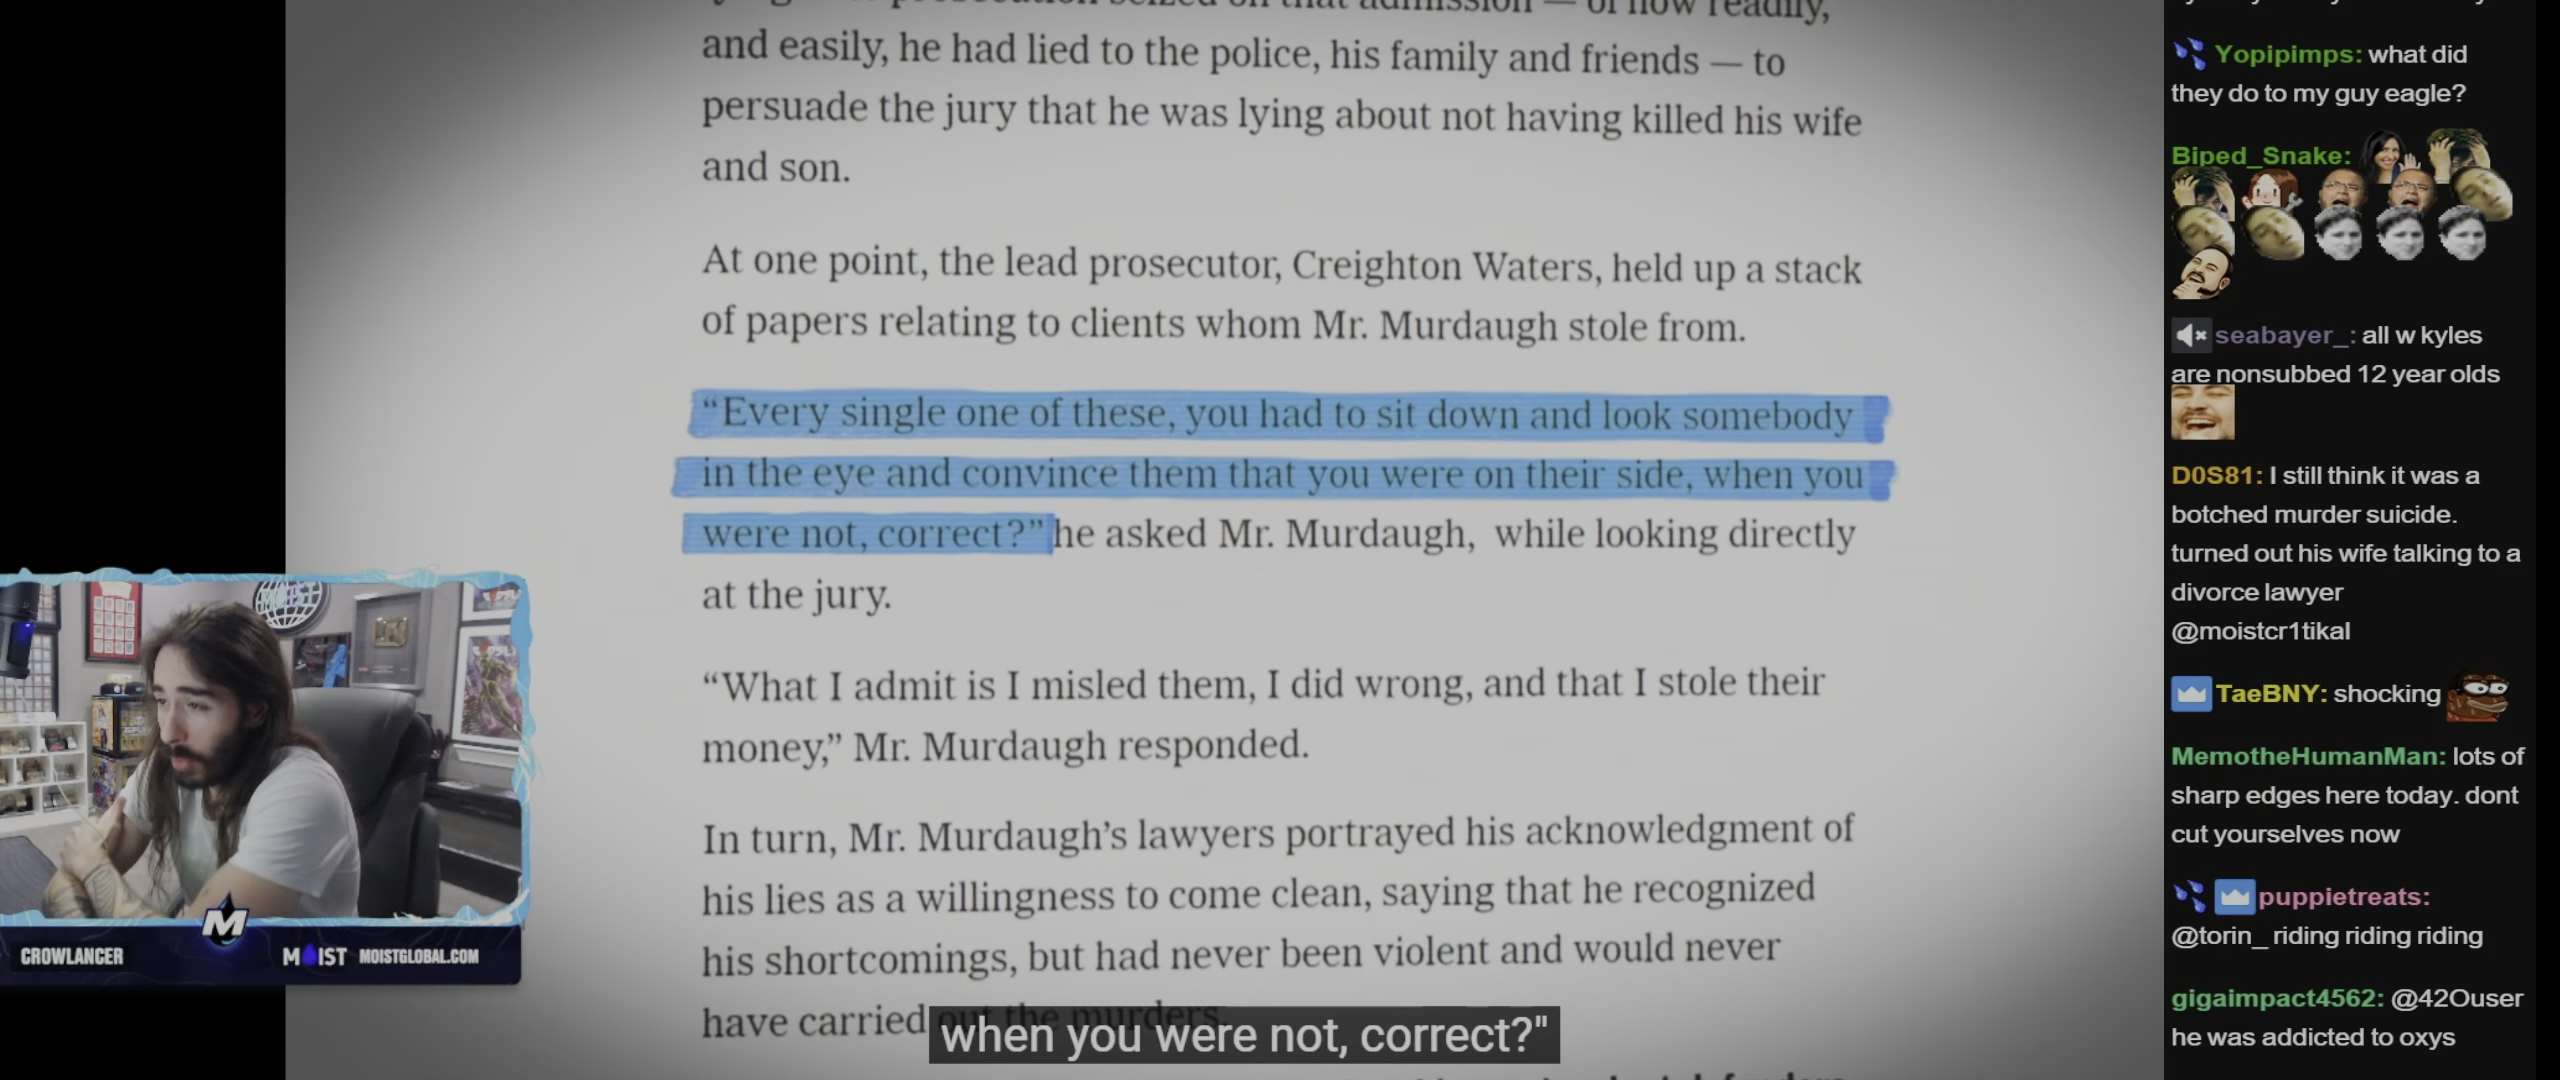 and easily, he had lied to the police, his family and friends — to
persuade the jury that he was lying about not having killed his wife
and son.
At one point, the lead prosecutor, Creighton Waters, held up a stack
of papers relating to clients whom Mr. Murdaugh stole from.
“Every single one of these, you had to sit down and look somebody
in the eye and convince them that you were on their side, when you
were not, correct?” he asked Mr. Murdaugh, while looking directly
at the jury.
“What I admit is I misled them, I did wrong, and that I stole their
money,” Mr. Murdaugh responded.
In turn, Mr. Murdaugh’s lawyers portrayed his acknowledgment of
his lies as a willingness to come clean, saying that he recognized
his shortcomings, but had never been violent and would never
have carried out the murders.
when you were not, correct?"
MOIST
M
CROWLANCER
MOIST MOISTGLOBAL.COM
Yopipimps: what did
they do to my guy eagle?
Biped_Snake:
seabayer_: all w kyles
are nonsubbed 12 year olds
D0S81: I still think it was a
botched murder suicide.
turned out his wife talking to a
divorce lawyer
@moistcr1tikal
TaeBNY: shocking
MemotheHumanMan: lots of
sharp edges here today. dont
cut yourselves now
puppietreats:
@torin_ riding riding riding
gigaimpact4562: @42Ouser
he was addicted to oxys